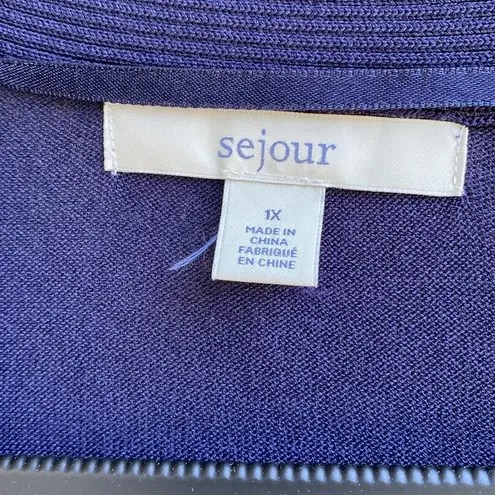 sejour
1X
MADE IN
CHINA
FABRIQUÉ
EN CHINE